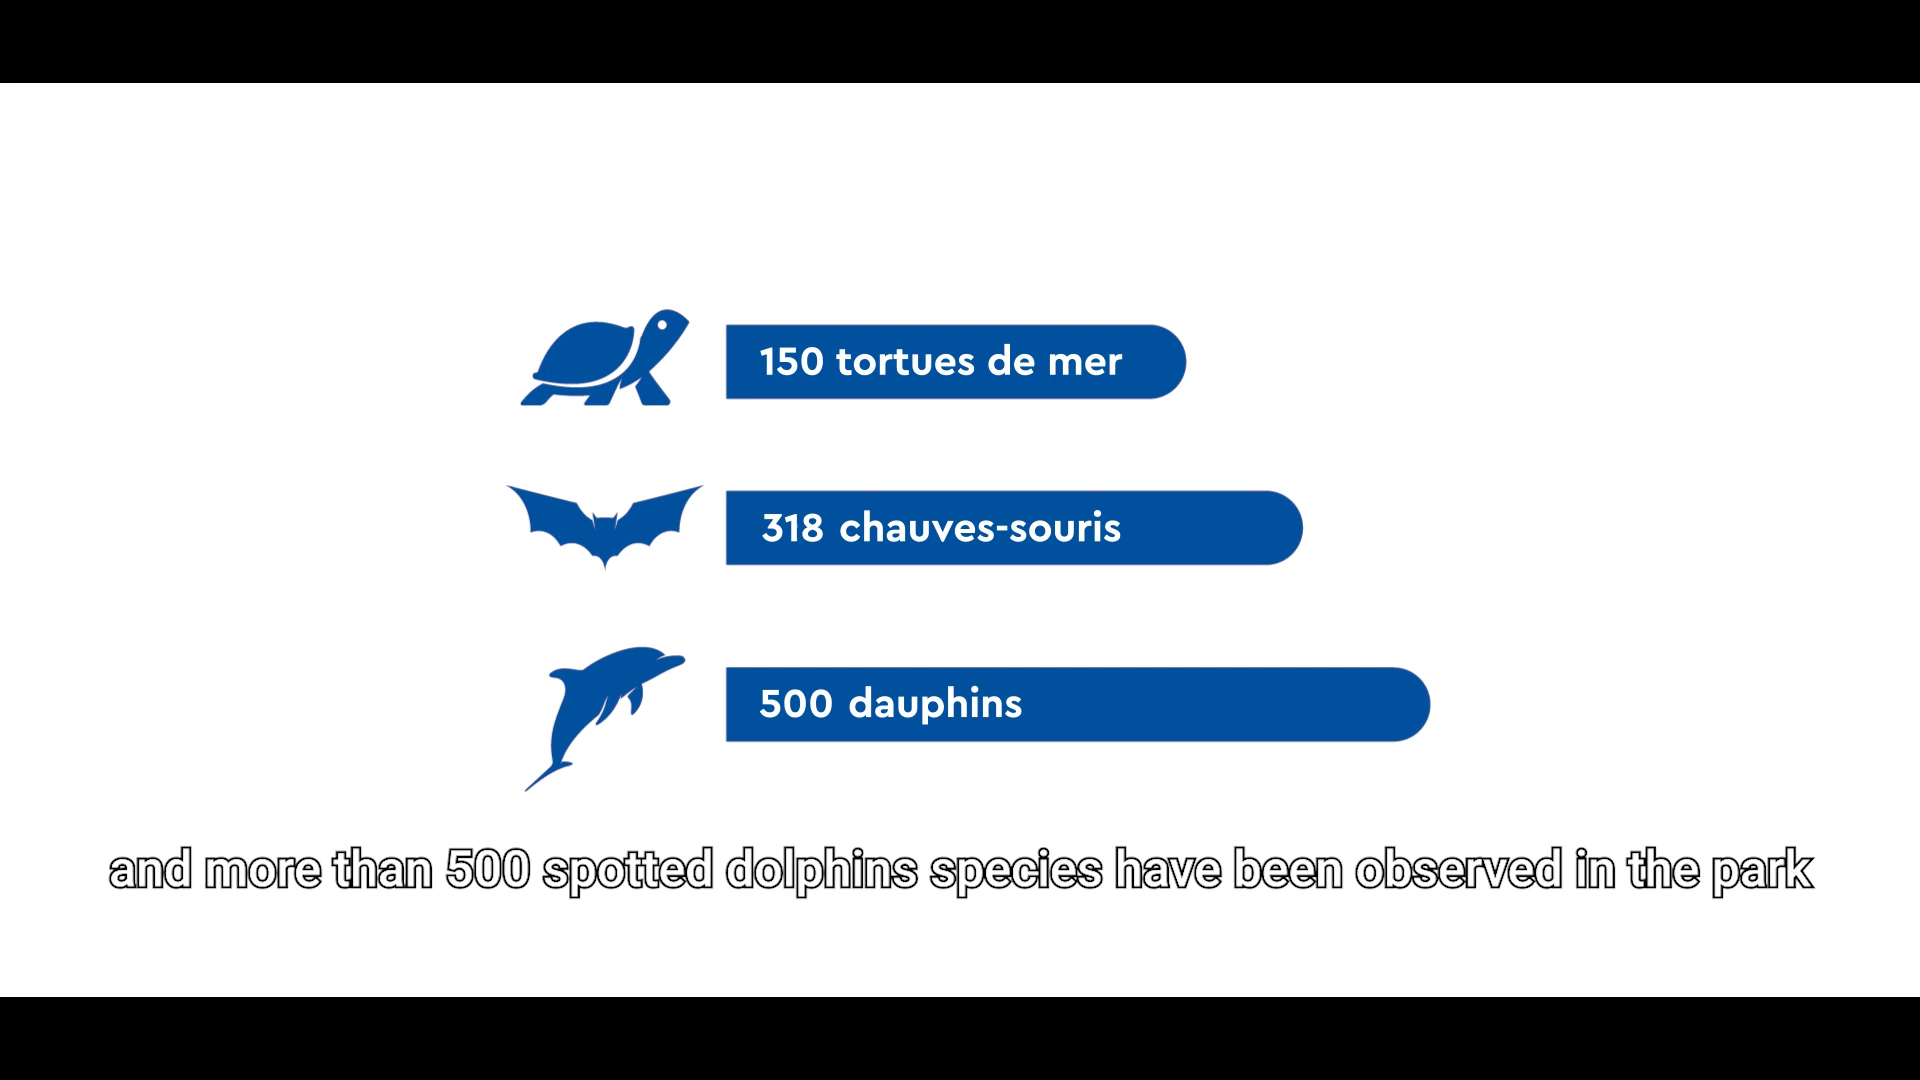 150 tortues de mer
318 chauves-souris
500 dauphins
and more than 500 spotted dolphins species have been observed in the park